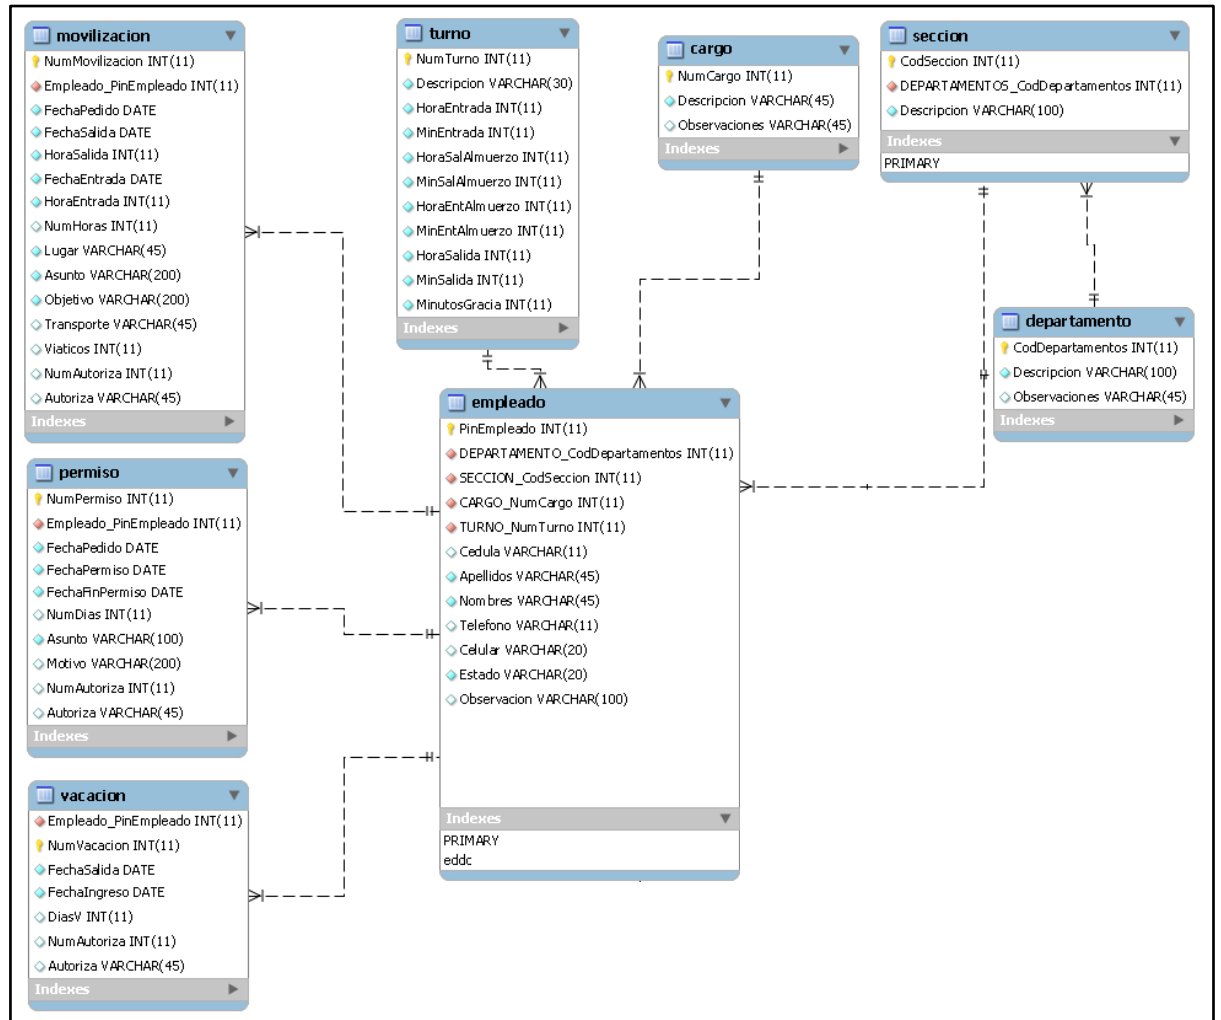 movilizacion
NumMovilizacion INT(11)
Empleado_PinEmpleado INT(11)
FechaPedido DATE
FechaSalida DATE
HoraSalida INT(11)
FechaEntrada DATE
HoraEntrada INT(11)
NumHoras INT(11)
Lugar VARCHAR(45)
Asunto VARCHAR(200)
Objetivo VARCHAR(200)
Transporte VARCHAR(45)
Viaticos INT(11)
NumAutoriza INT(11)
Autoriza VARCHAR(45)
Indexes
turno
NumTurno INT(11)
Descripcion VARCHAR(30)
HoraEntrada INT(11)
MinEntrada INT(11)
HoraSalAlmuerzo INT(11)
MinSalAlmuerzo INT(11)
HoraEntAlmuerzo INT(11)
MinEntAlmuerzo INT(11)
HoraSalida INT(11)
MinSalida INT(11)
MinutosGracia INT(11)
Indexes
cargo
NumCargo INT(11)
Descripcion VARCHAR(45)
Observaciones VARCHAR(45)
Indexes
seccion
CodSeccion INT(11)
DEPARTAMENTOS_CodDepartamentos INT(11)
Descripcion VARCHAR(100)
Indexes
PRIMARY
departamento
CodDepartamentos INT(11)
Descripcion VARCHAR(100)
Observaciones VARCHAR(45)
Indexes
empleado
PinEmpleado INT(11)
DEPARTAMENTO_CodDepartamentos INT(11)
SECCION_CodSeccion INT(11)
CARGO_NumCargo INT(11)
TURNO_NumTurno INT(11)
Cedula VARCHAR(11)
Apellidos VARCHAR(45)
Nombres VARCHAR(45)
Telefono VARCHAR(11)
Celular VARCHAR(20)
Estado VARCHAR(20)
Observacion VARCHAR(100)
Indexes
PRIMARY
eddc
permiso
NumPermiso INT(11)
Empleado_PinEmpleado INT(11)
FechaPedido DATE
FechaPermiso DATE
FechaFinPermiso DATE
NumDias INT(11)
Asunto VARCHAR(100)
Motivo VARCHAR(200)
NumAutoriza INT(11)
Autoriza VARCHAR(45)
Indexes
vacacion
Empleado_PinEmpleado INT(11)
NumVacacion INT(11)
FechaSalida DATE
FechaIngreso DATE
DiasV INT(11)
NumAutoriza INT(11)
Autoriza VARCHAR(45)
Indexes